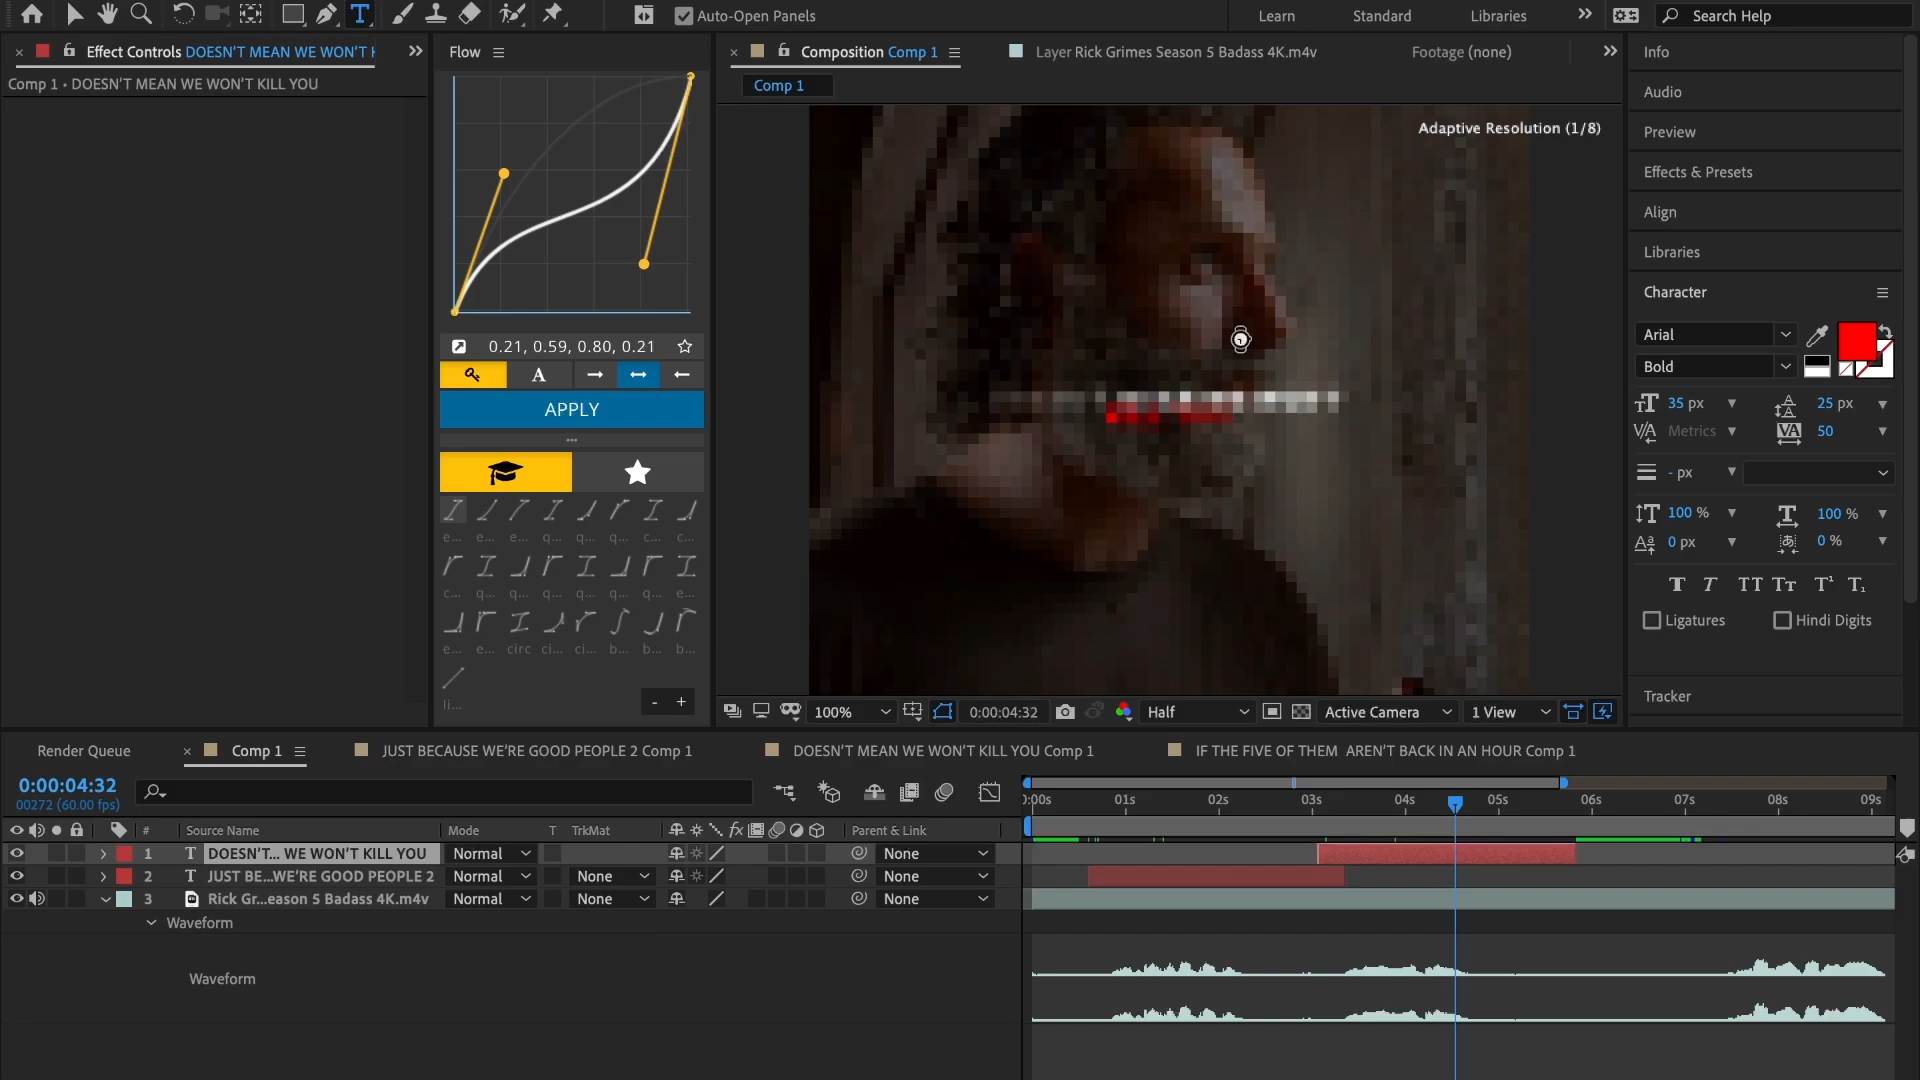 Auto-Open Panels
Learn
Standard
Libraries
Search Help
Effect Controls DOESN'T MEAN WE WON'T K
Flow
Composition Comp 1
Layer Rick Grimes Season 5 Badass 4K.m4v
Footage (none)
Info
Comp 1 • DOESN'T MEAN WE WON'T KILL YOU
Comp 1
Audio
Adaptive Resolution (1/8)
Preview
Effects & Presets
Align
Libraries
Character
Arial
0.21, 0.59, 0.80, 0.21
Bold
A
APPLY
35 px
25 px
Metrics
50
- px
100 %
100 %
0 px
0 %
e... e... e... q... q... q... c... c...
c... q... q... q... q... q... q... e...
e... e... circ ci... ci... b... b... b...
li...
- +
Ligatures
Hindi Digits
Tracker
100%
0:00:04:32
Half
Active Camera
1 View
Render Queue
Comp 1
JUST BECAUSE WE'RE GOOD PEOPLE 2 Comp 1
DOESN'T MEAN WE WON'T KILL YOU Comp 1
IF THE FIVE OF THEM  AREN'T BACK IN AN HOUR Comp 1
0:00:04:32
00272 (60.00 fps)
):00s 01s 02s 03s 04s 05s 06s 07s 08s 09s
# Source Name Mode T TrkMat fx Parent & Link
1 T DOESN'T... WE WON'T KILL YOU Normal None
2 T JUST BE...WE'RE GOOD PEOPLE 2 Normal None None
3 Rick Gr...eason 5 Badass 4K.m4v Normal None None
Waveform
Waveform